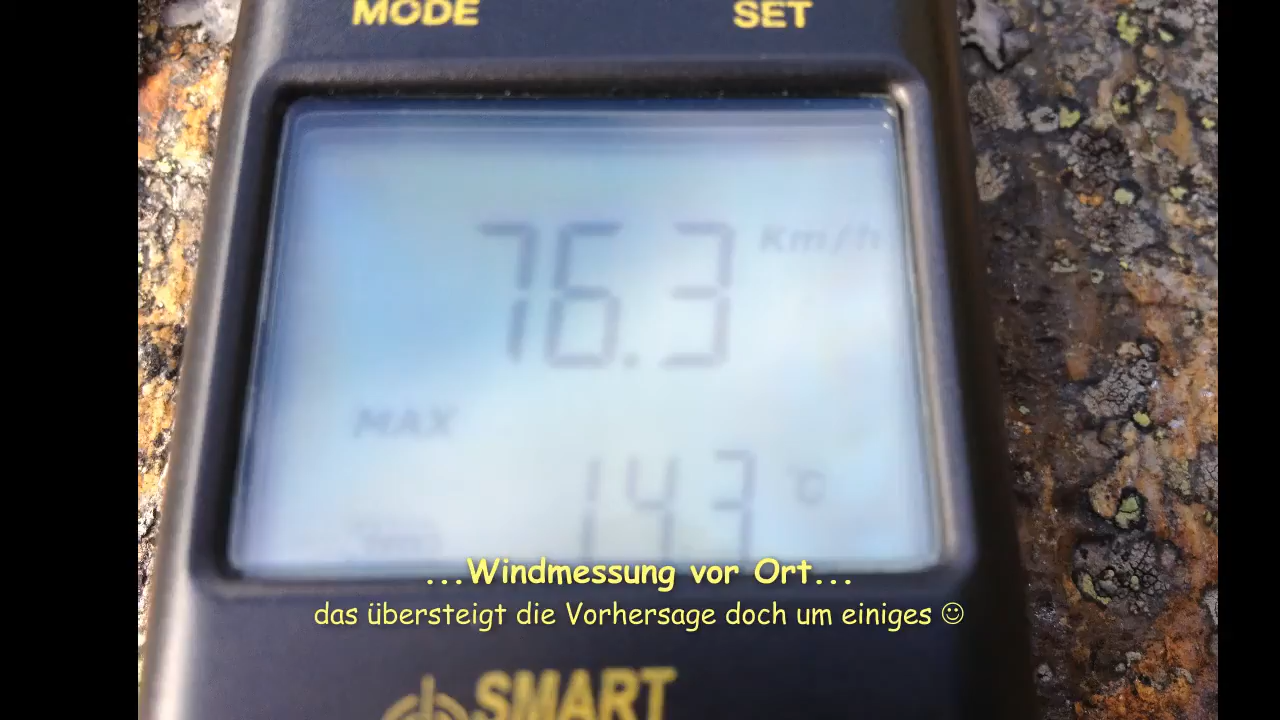 MODE SET
76.3 Km/h
MAX
14.3 °C
...Windmessung vor Ort...
das übersteigt die Vorhersage doch um einiges ☺
SMART